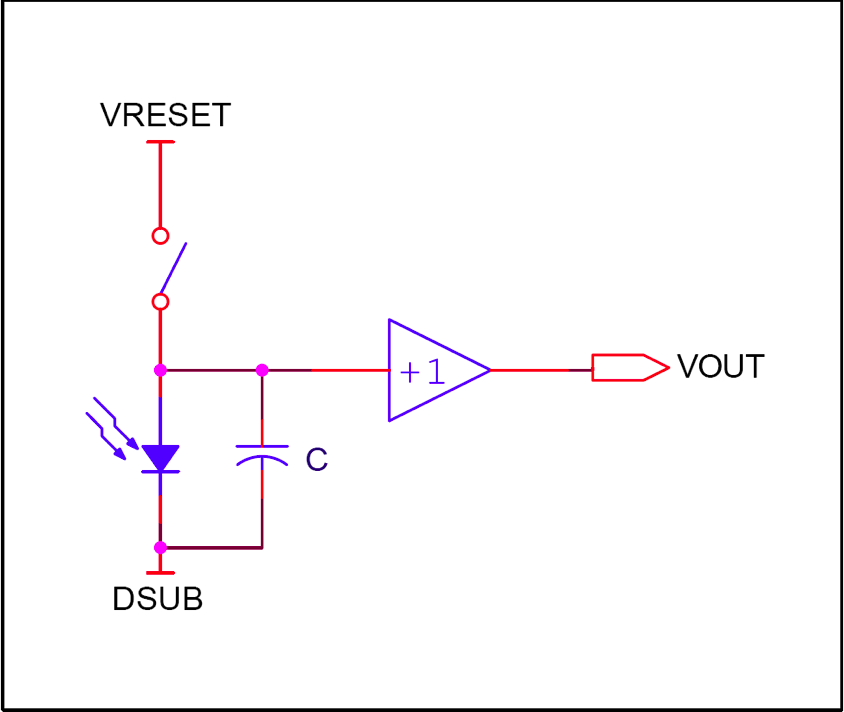 VRESET
+1
VOUT
C
DSUB